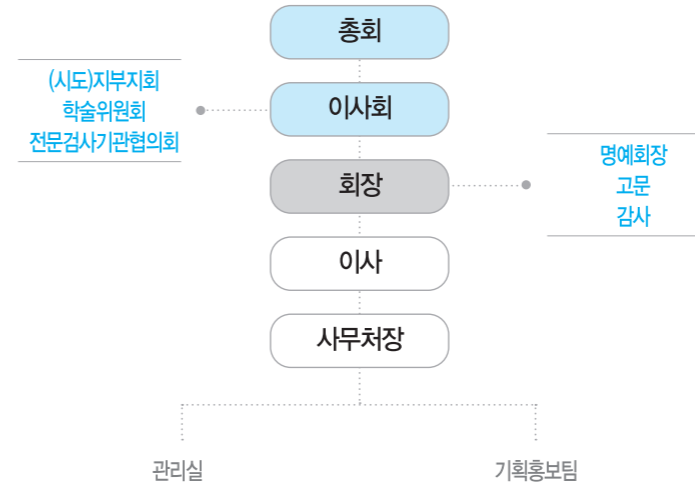 총회
(시도)지부지회
학술위원회
전문검사기관협의회
이사회
회장
명예회장
고문
감사
이사
사무처장
관리실
기획홍보팀